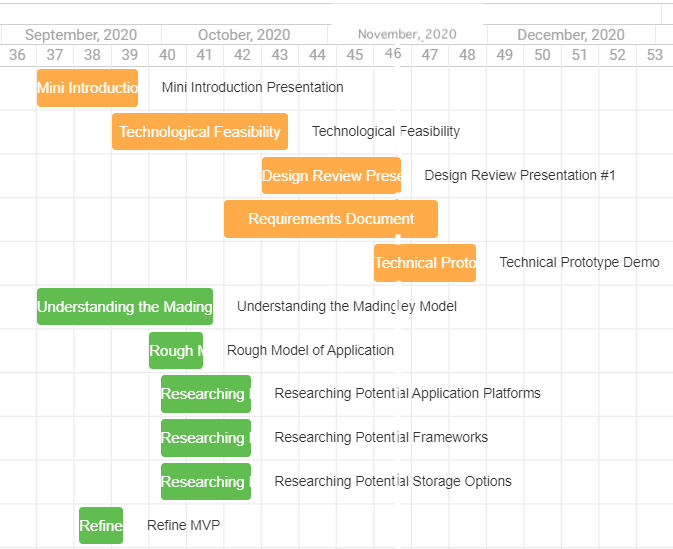 September, 2020 October, 2020 November, 2020 December, 2020
36 37 38 39 40 41 42 43 44 45 46 47 48 49 50 51 52 53
Mini Introductio Mini Introduction Presentation
Technological Feasibility Technological Feasibility
Design Review Prese Design Review Presentation #1
Requirements Document
Technical Proto Technical Prototype Demo
Understanding the Mading Understanding the Madingley Model
Rough M Rough Model of Application
Researching Researching Potential Application Platforms
Researching Researching Potential Frameworks
Researching Researching Potential Storage Options
Refine Refine MVP